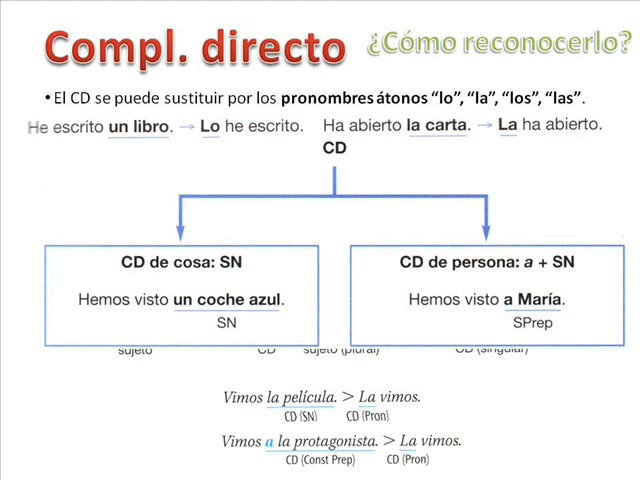 Compl. directo ¿Cómo reconocerlo?
• El CD se puede sustituir por los pronombres átonos “lo”, “la”, “los”, “las”.
He escrito un libro. → Lo he escrito. Ha abierto la carta. → La ha abierto.
CD
CD de cosa: SN
Hemos visto un coche azul.
SN
CD de persona: a + SN
Hemos visto a María.
SPrep
sujeto CD sujeto (plural) CD (singular)
Vimos la película. > La vimos.
CD (SN) CD (Pron)
Vimos a la protagonista. > La vimos.
CD (Const Prep) CD (Pron)